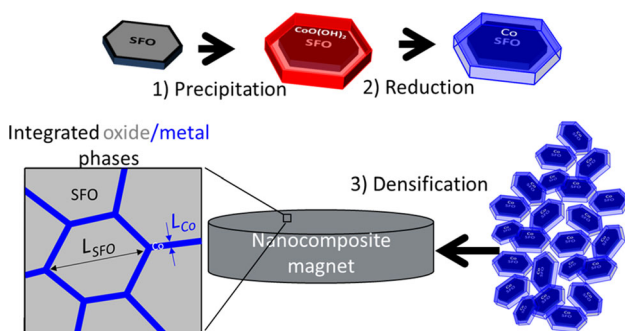 SFO
CoO(OH)2
SFO
Co
SFO
1) Precipitation
2) Reduction
Integrated oxide/metal
phases
SFO
LCo
Co
LSFO
3) Densification
Nanocomposite
magnet
Co
SFO